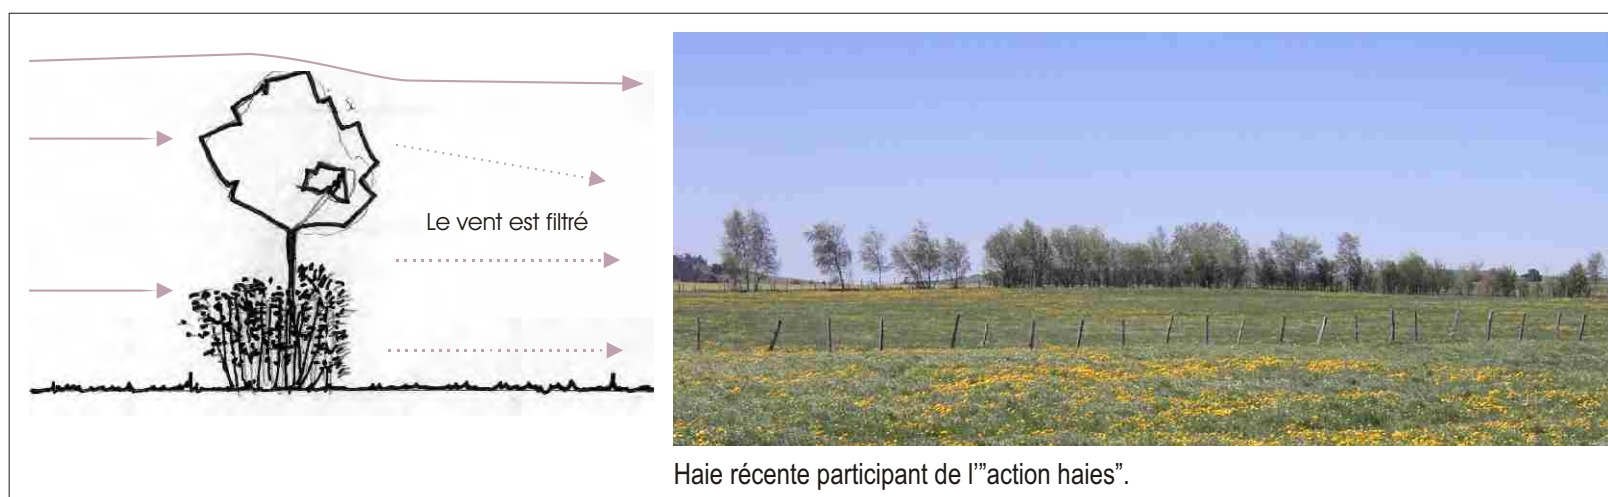 Le vent est filtré
Haie récente participant de l'"action haies".